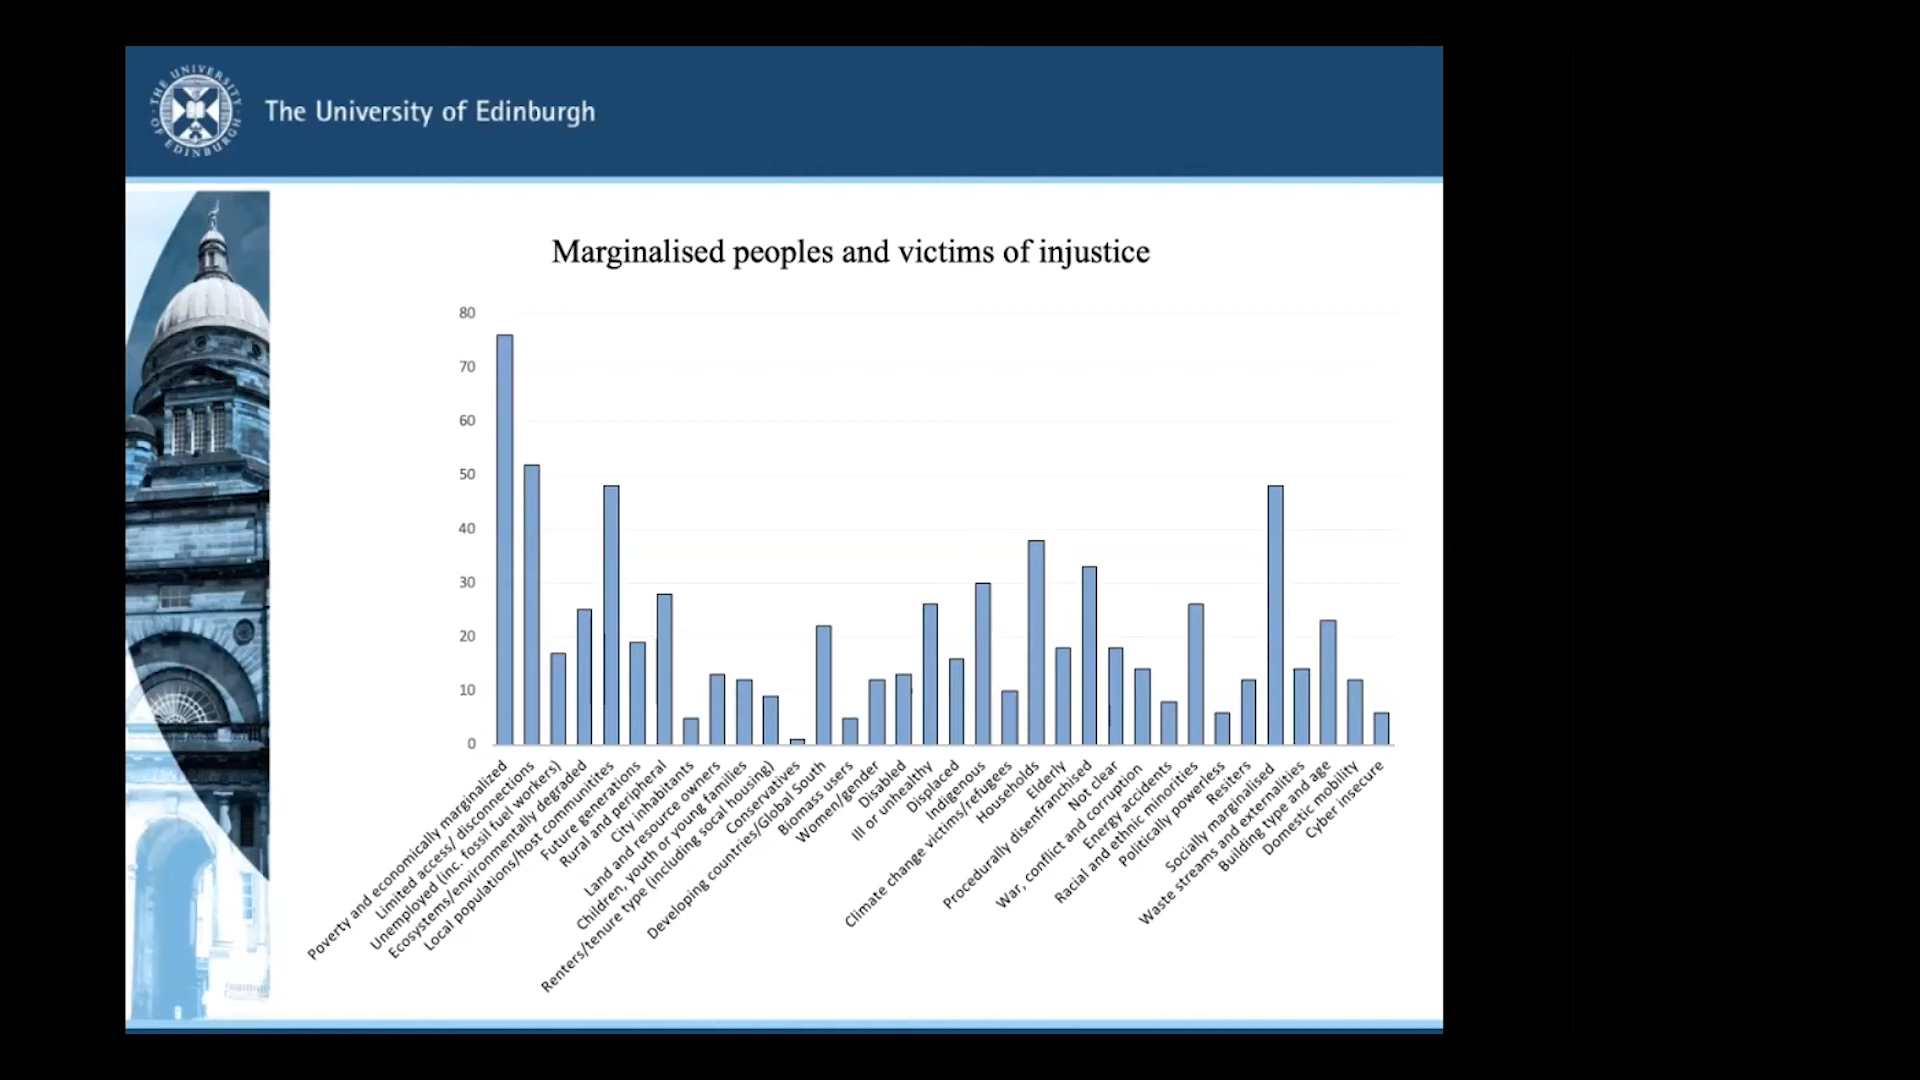 THE UNIVERSITY OF EDINBURGH
The University of Edinburgh
Marginalised peoples and victims of injustice
80
70
60
50
40
30
20
10
0
Poverty and economically marginalized
Limited access/ disconnections
Unemployed (inc. fossil fuel workers)
Ecosystems/environmentally degraded
Local populations/host communitites
Future generations
Rural and peripheral
City inhabitants
Land and resource owners
Children, youth or young families
Renters/tenure type (including socal housing)
Conservatives
Developing countries/Global South
Biomass users
Women/gender
Disabled
Ill or unhealthy
Displaced
Indigenous
Climate change victims/refugees
Households
Elderly
Procedurally disenfranchised
Not clear
War, conflict and corruption
Energy accidents
Racial and ethnic minorities
Politically powerless
Resiters
Socially marginalised
Waste streams and externalities
Building type and age
Domestic mobility
Cyber insecure